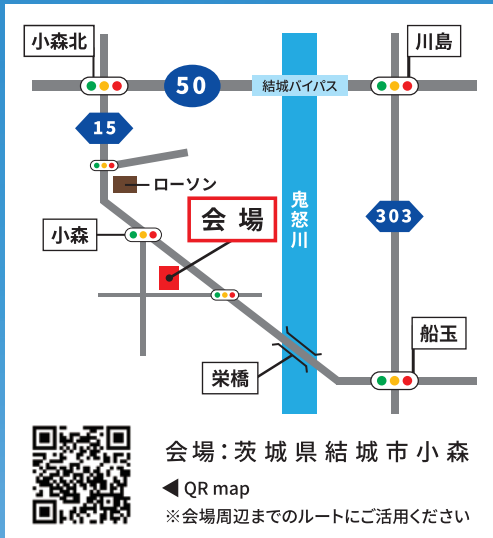 小森北
川島
50
結城バイパス
15
ローソン
会場
鬼怒川
303
小森
船玉
栄橋
会場：茨城県結城市小森
◀QR map
※会場周辺までのルートにご活用ください